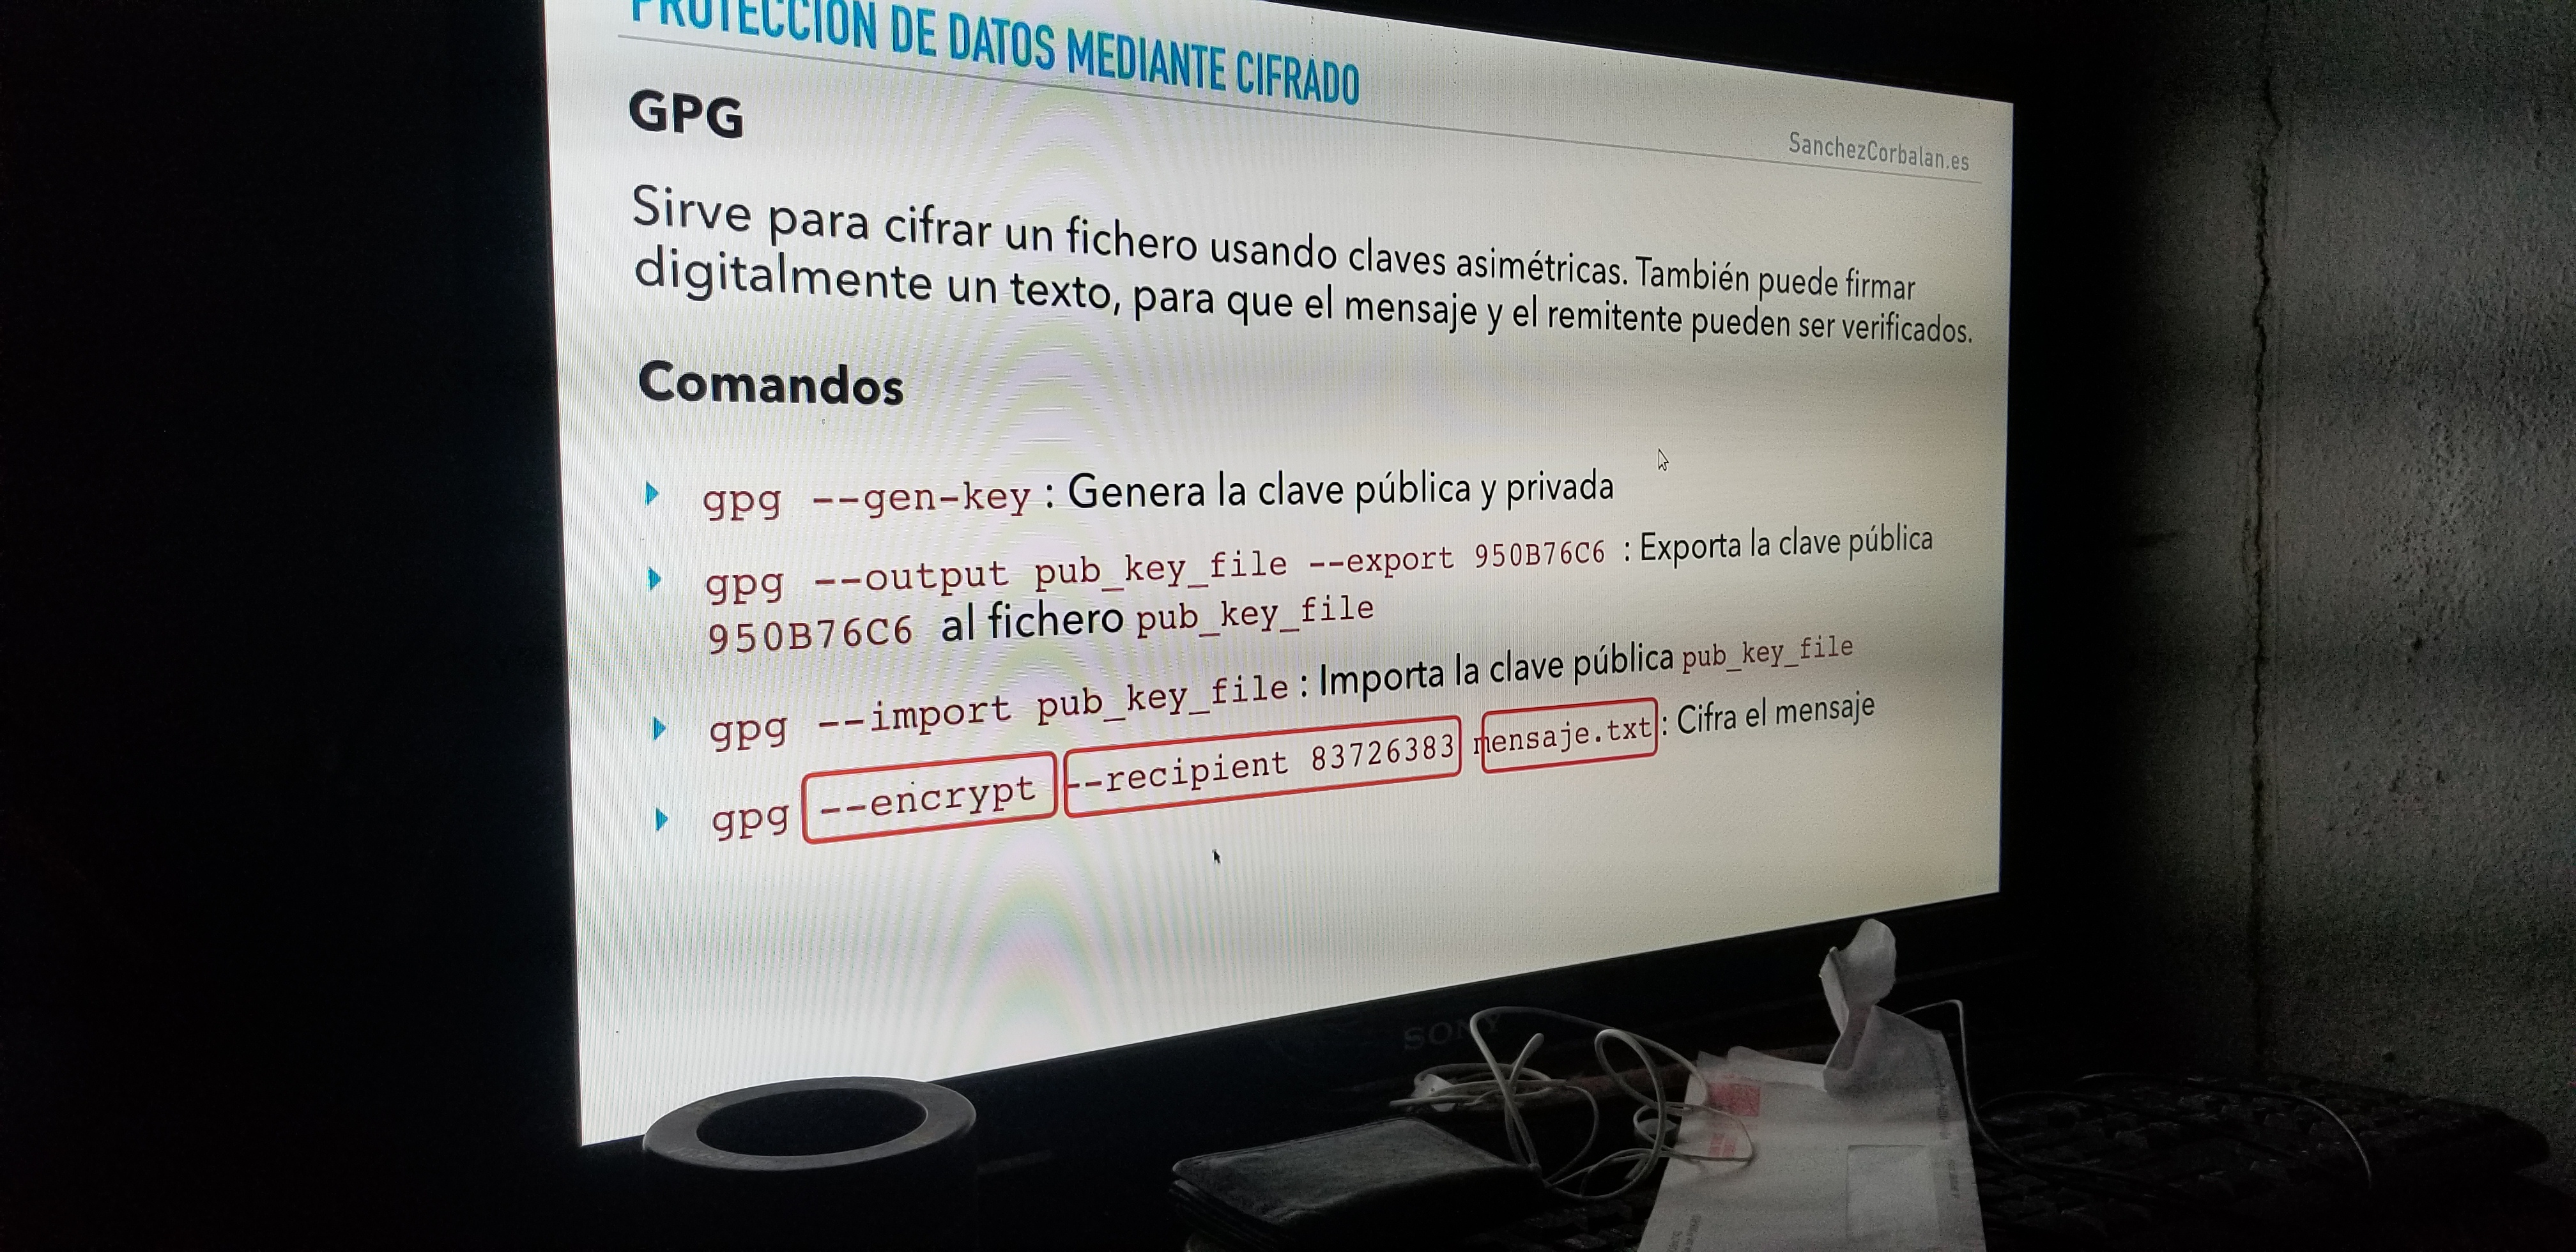 PROTECCIÓN DE DATOS MEDIANTE CIFRADO
SanchezCorbalan.es
GPG
Sirve para cifrar un fichero usando claves asimétricas. También puede firmar
digitalmente un texto, para que el mensaje y el remitente pueden ser verificados.
Comandos
gpg --gen-key : Genera la clave pública y privada
gpg --output pub_key_file --export 950B76C6 : Exporta la clave pública
950B76C6 al fichero pub_key_file
gpg --import pub_key_file : Importa la clave pública pub_key_file
gpg --encrypt --recipient 83726383 mensaje.txt : Cifra el mensaje
SONY